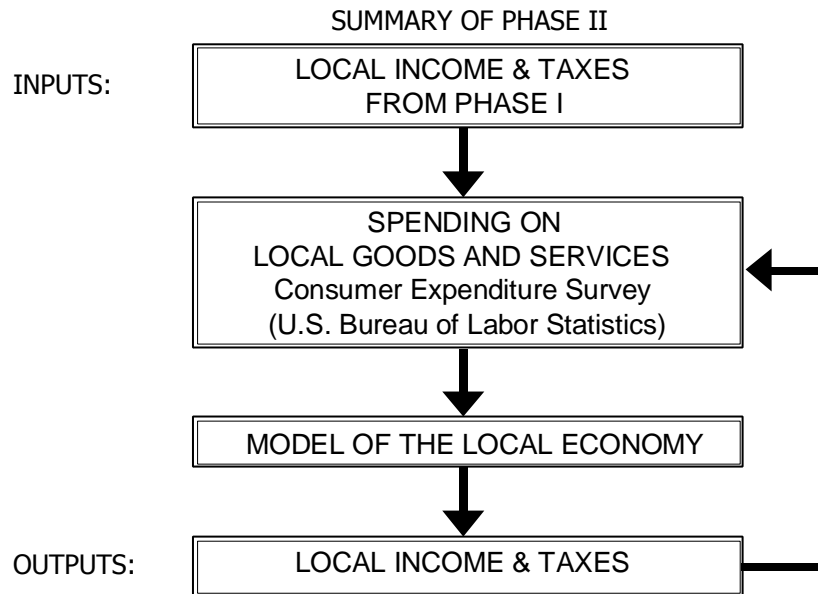 SUMMARY OF PHASE II
INPUTS:
LOCAL INCOME & TAXES
FROM PHASE I
SPENDING ON
LOCAL GOODS AND SERVICES
Consumer Expenditure Survey
(U.S. Bureau of Labor Statistics)
MODEL OF THE LOCAL ECONOMY
OUTPUTS:
LOCAL INCOME & TAXES